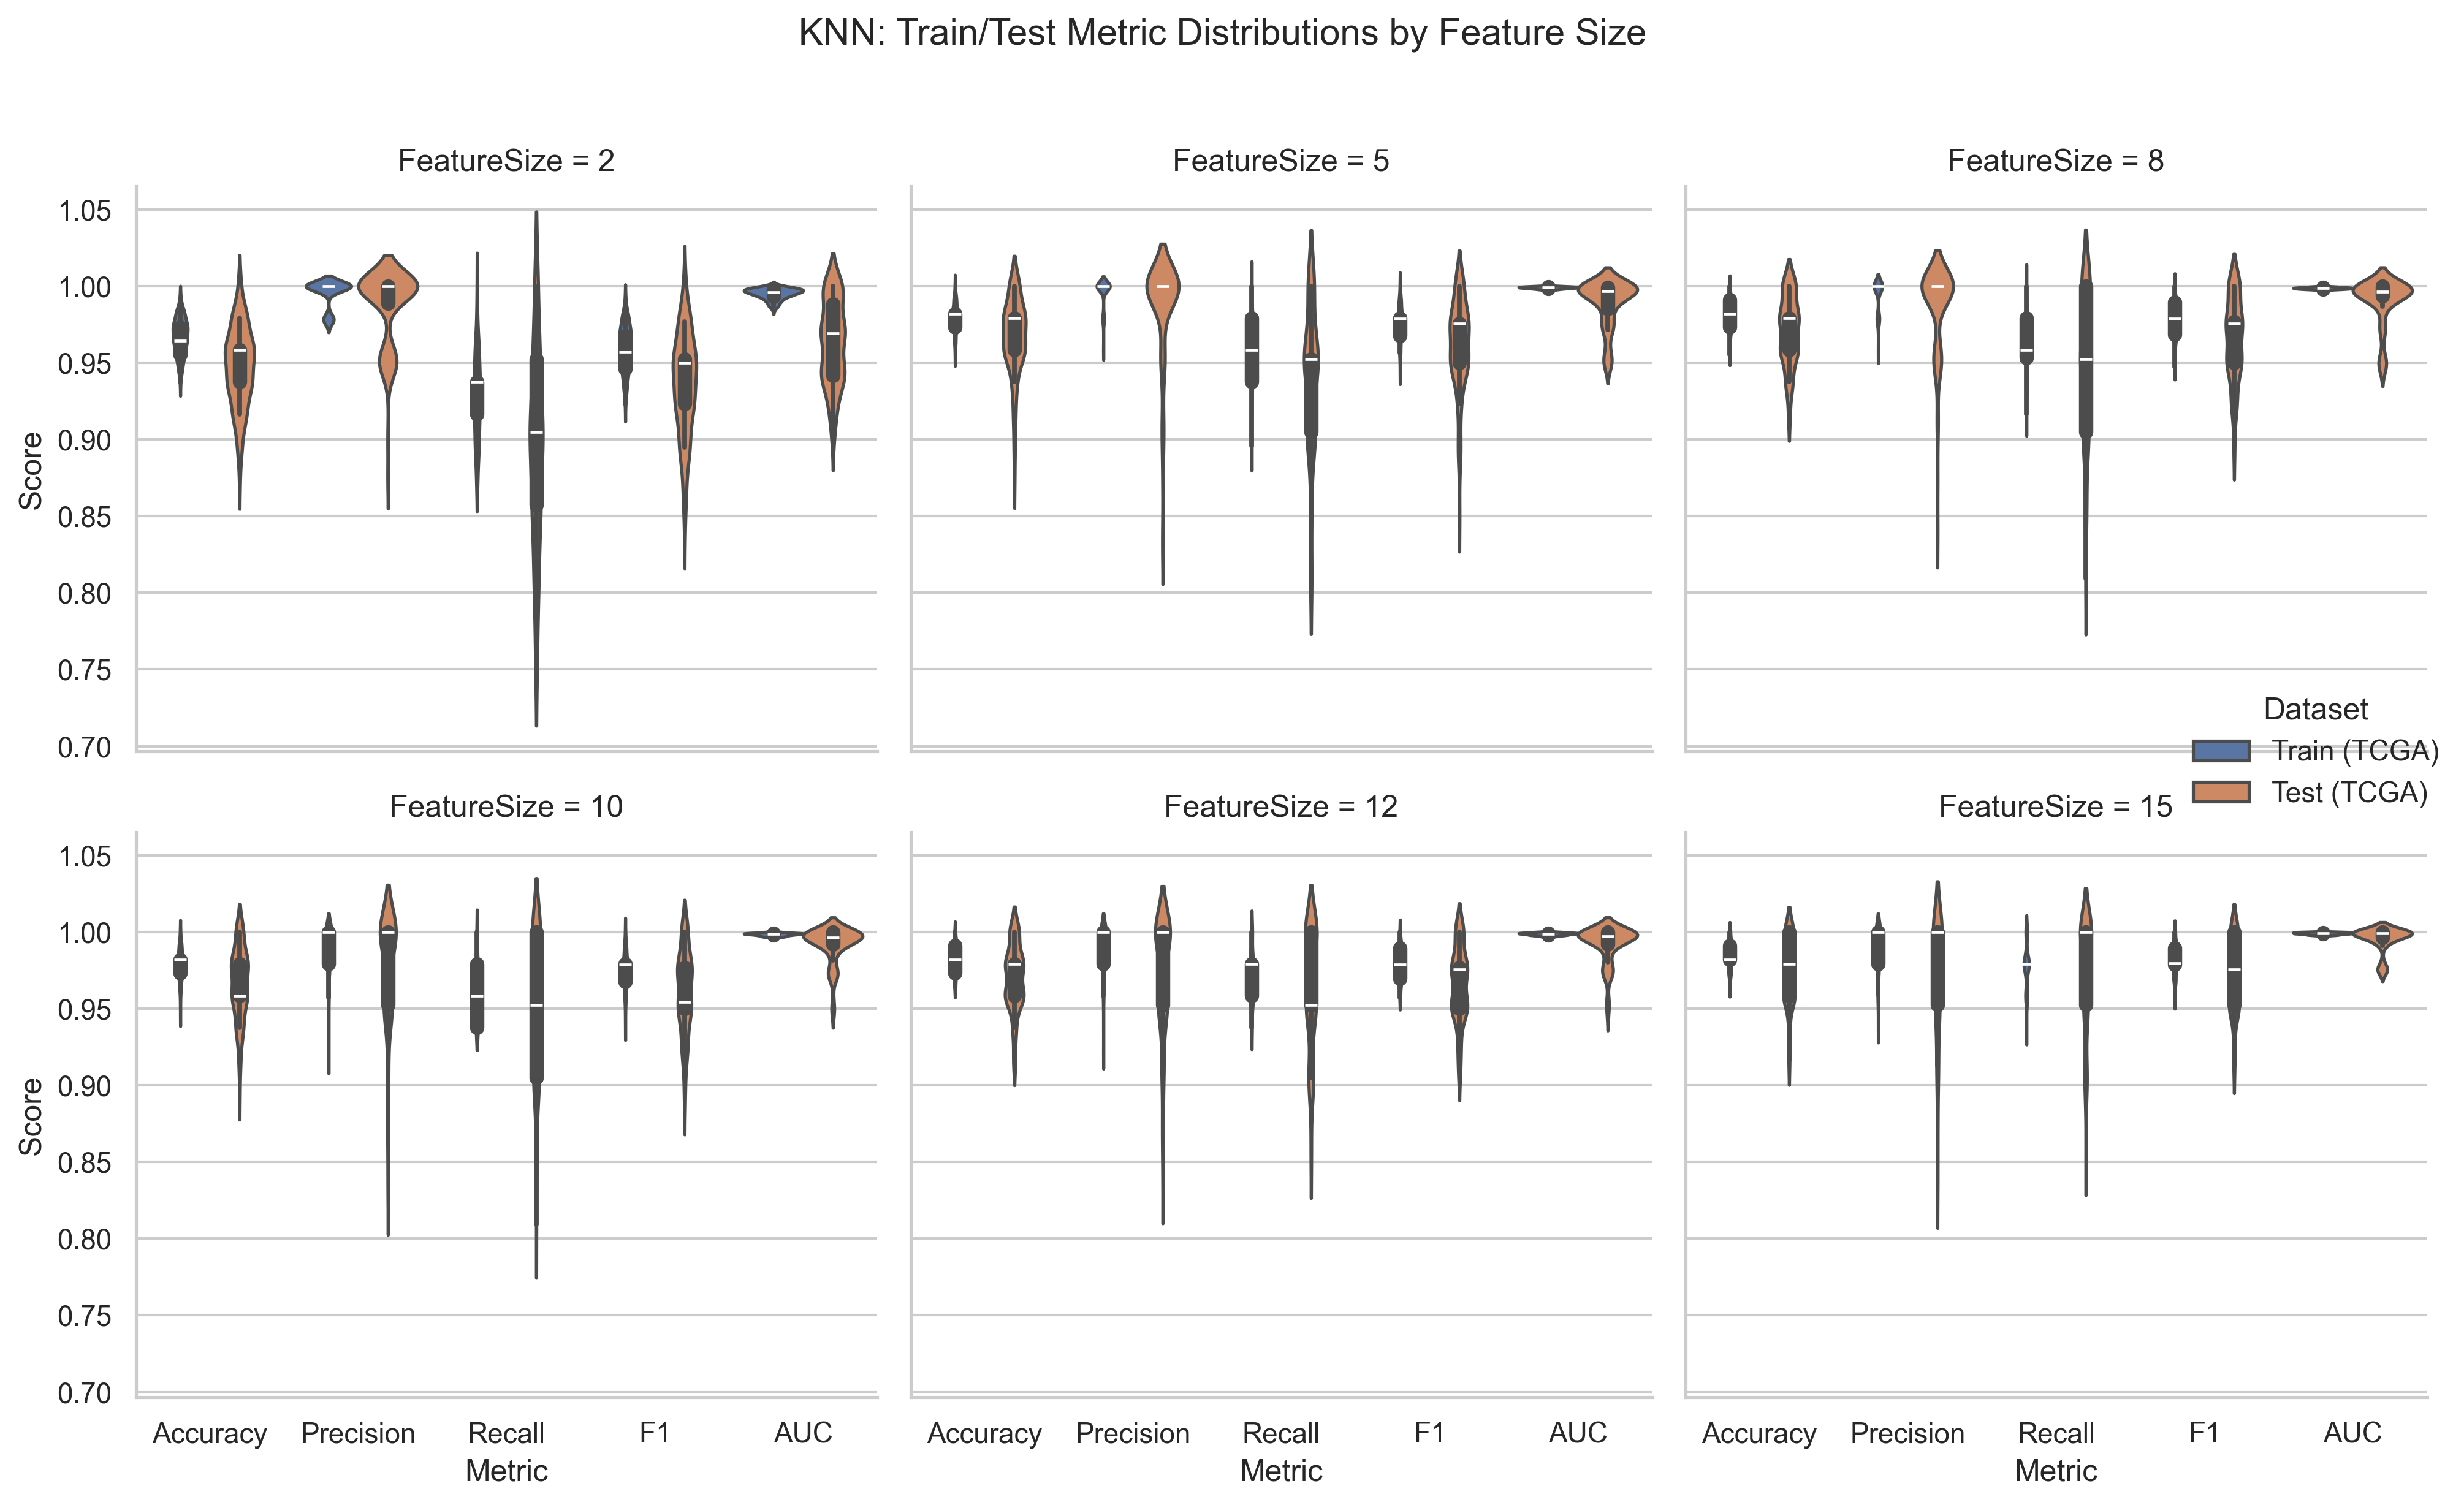 KNN: Train/Test Metric Distributions by Feature Size
FeatureSize = 2
FeatureSize = 5
FeatureSize = 8
1.05
1.00
0.95
0.90
0.85
0.80
0.75
0.70
Score
Dataset
Train (TCGA)
Test (TCGA)
FeatureSize = 10
FeatureSize = 12
FeatureSize = 15
1.05
1.00
0.95
0.90
0.85
0.80
0.75
0.70
Score
Accuracy Precision Recall F1 AUC
Metric
Accuracy Precision Recall F1 AUC
Metric
Accuracy Precision Recall F1 AUC
Metric